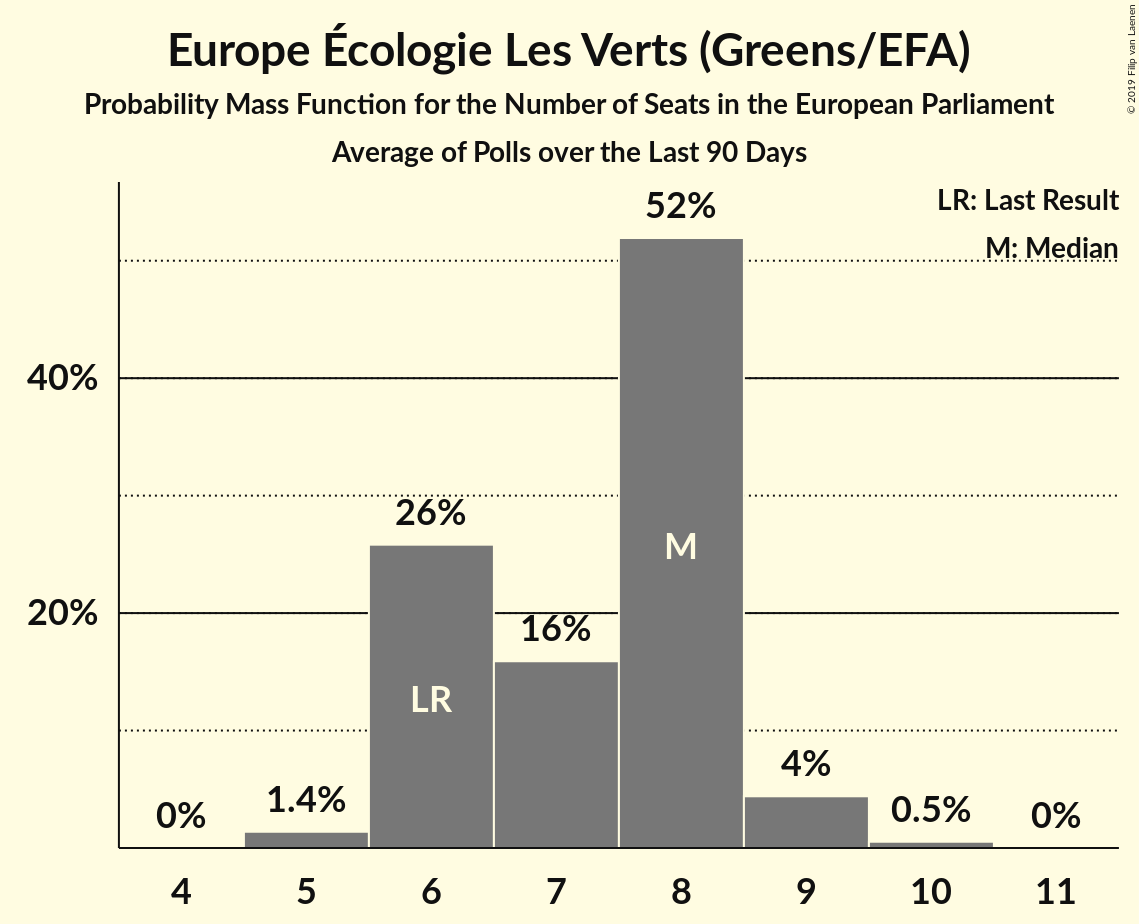 Europe Écologie Les Verts (Greens/EFA)
Probability Mass Function for the Number of Seats in the European Parliament
Average of Polls over the Last 90 Days
© 2019 Filip van Laenen
LR: Last Result
M: Median
52%
40%
26%
M
20%
16%
LR
4%
1.4%
0.5%
0%
0%
4 5 6 7 8 9 10 11